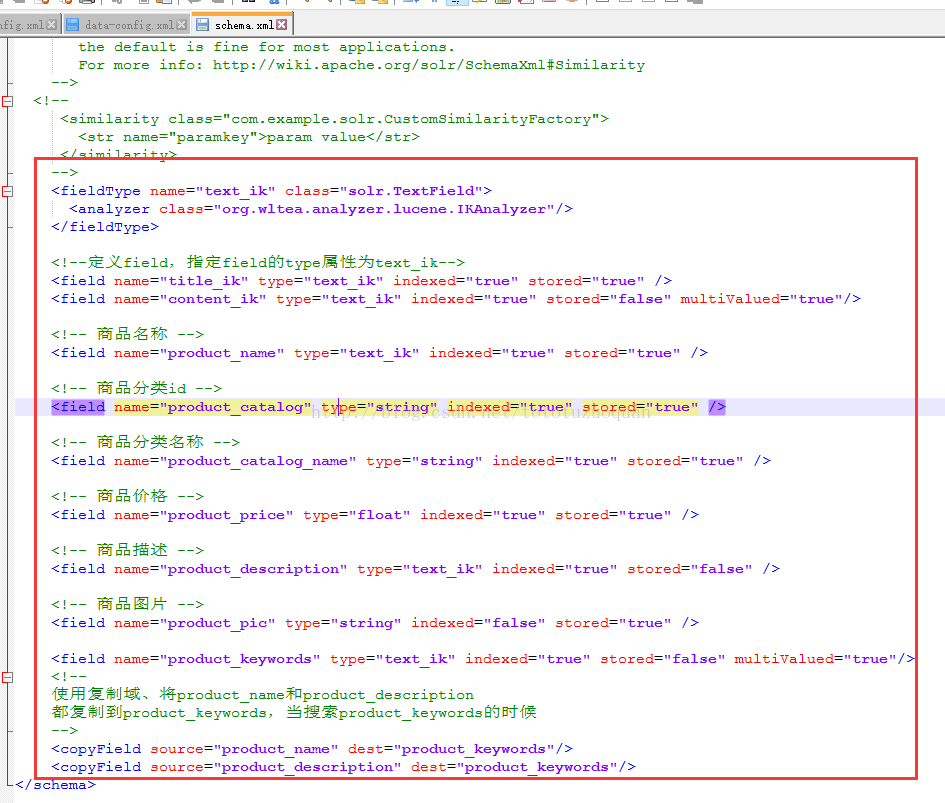 nfig.xml
data-config.xml
schema.xml
the default is fine for most applications.
For more info: http://wiki.apache.org/solr/SchemaXml#Similarity
-->
<!--
<similarity class="com.example.solr.CustomSimilarityFactory">
<str name="paramkey">param value</str>
</similarity>
-->
<fieldType name="text_ik" class="solr.TextField">
<analyzer class="org.wltea.analyzer.lucene.IKAnalyzer"/>
</fieldType>
<!--定义field，指定field的type属性为text_ik-->
<field name="title_ik" type="text_ik" indexed="true" stored="true" />
<field name="content_ik" type="text_ik" indexed="true" stored="false" multiValued="true"/>
<!-- 商品名称 -->
<field name="product_name" type="text_ik" indexed="true" stored="true" />
<!-- 商品分类id -->
<field name="product_catalog" type="string" indexed="true" stored="true" />
http://blog.csdn.net/tototuzuoquan
<!-- 商品分类名称 -->
<field name="product_catalog_name" type="string" indexed="true" stored="true" />
<!-- 商品价格 -->
<field name="product_price" type="float" indexed="true" stored="true" />
<!-- 商品描述 -->
<field name="product_description" type="text_ik" indexed="true" stored="false" />
<!-- 商品图片 -->
<field name="product_pic" type="string" indexed="false" stored="true" />
<field name="product_keywords" type="text_ik" indexed="true" stored="false" multiValued="true"/>
<!--
使用复制域、将product_name和product_description
都复制到product_keywords，当搜索product_keywords的时候
-->
<copyField source="product_name" dest="product_keywords"/>
<copyField source="product_description" dest="product_keywords"/>
</schema>